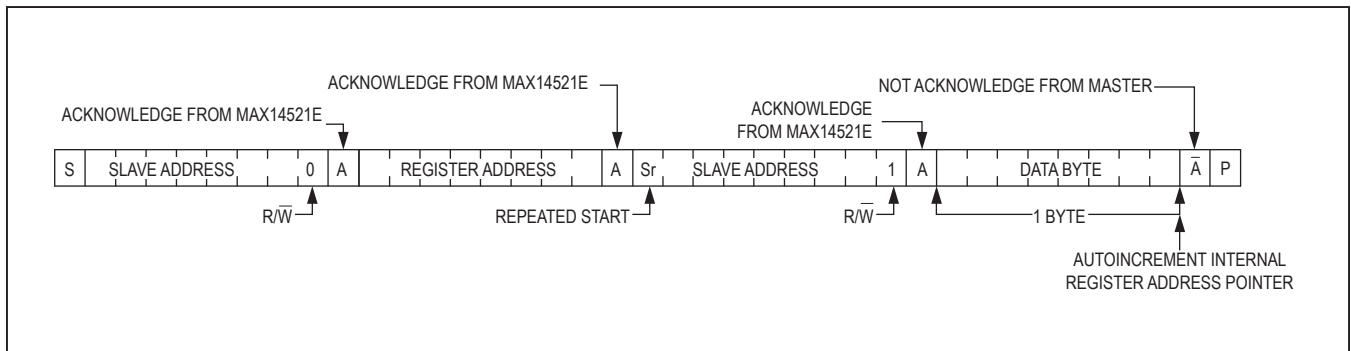 ACKNOWLEDGE FROM MAX14521E
ACKNOWLEDGE FROM MAX14521E
ACKNOWLEDGE
FROM MAX14521E
NOT ACKNOWLEDGE FROM MASTER
S SLAVE ADDRESS 0 A REGISTER ADDRESS A Sr SLAVE ADDRESS 1 A DATA BYTE A̅ P
R/W̅ REPEATED START R/W̅ 1 BYTE
AUTOINCREMENT INTERNAL
REGISTER ADDRESS POINTER